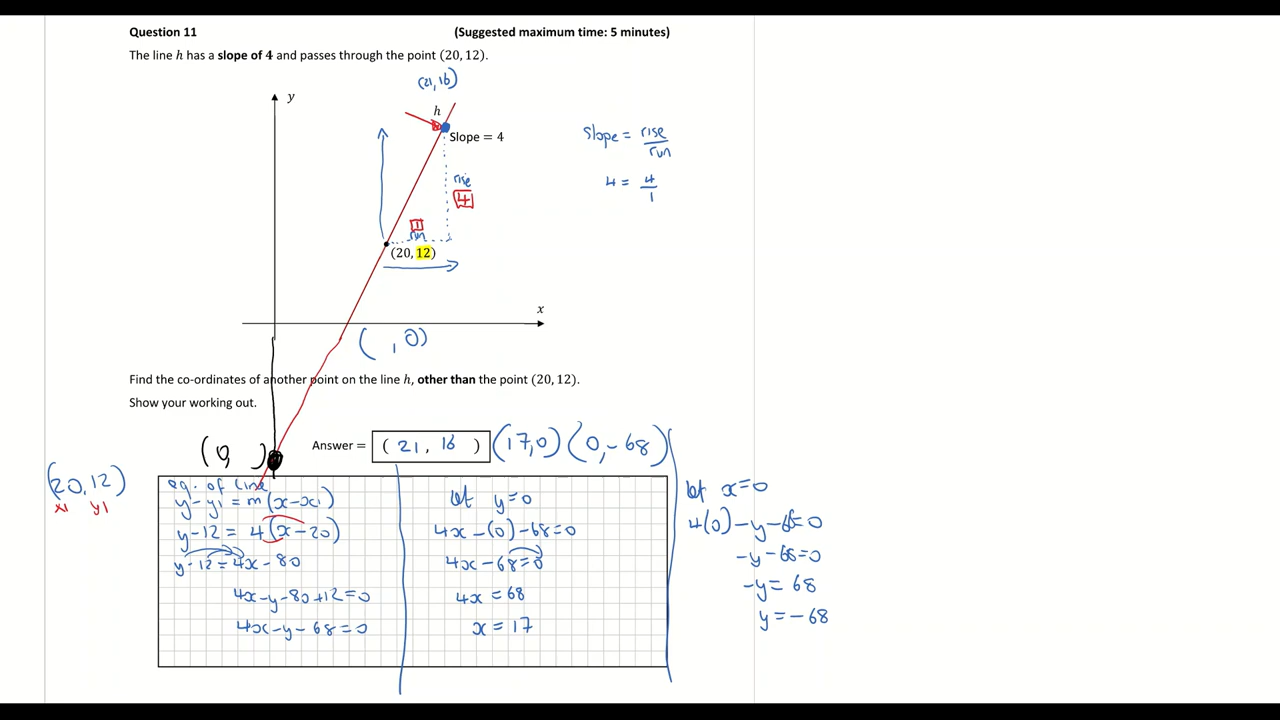 Question 11 (Suggested maximum time: 5 minutes)
The line h has a slope of 4 and passes through the point (20, 12).
(21, 16)
y
h
Slope = 4
Slope = rise/run
4 = 4/1
rise
4
1
run
(20, 12)
x
( , 0)
Find the co-ordinates of another point on the line h, other than the point (20, 12).
Show your working out.
(0, )
Answer = ( 21 , 16 ) (17,0) (0,-68)
(20,12)
x1 y1
eq. of line
y-y1 = m(x-x1)
y-12 = 4(x-20)
y-12 = 4x-80
4x-y-80+12=0
4x-y-68=0
let y=0
4x-(0)-68=0
4x-68=0
4x = 68
x = 17
let x=0
4(0)-y-68=0
-y-68=0
-y= 68
y=-68